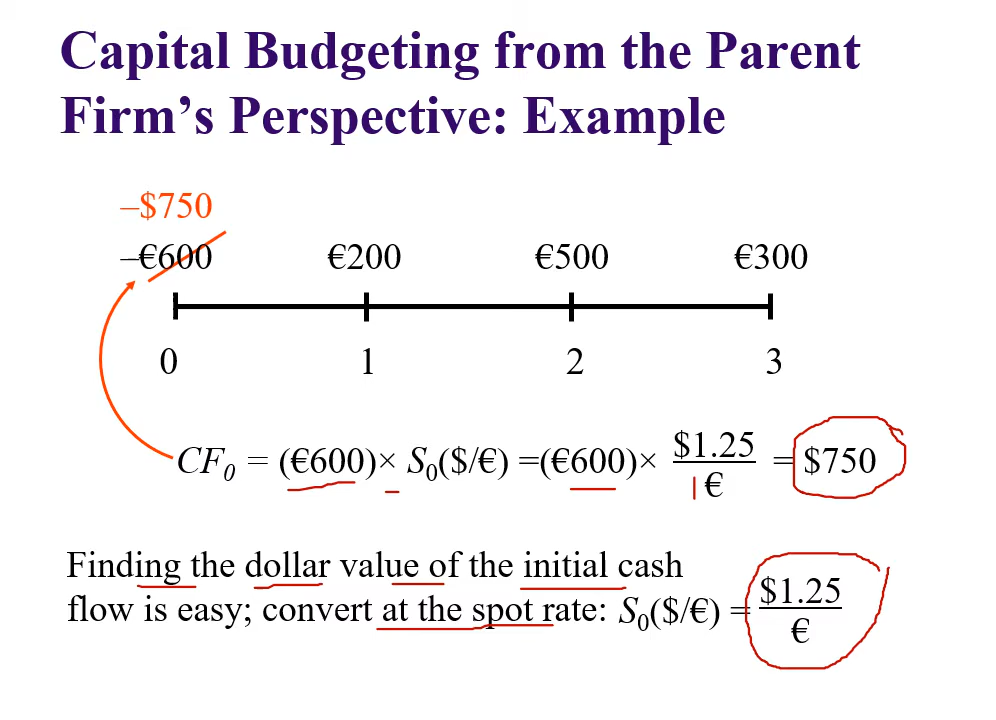 Capital Budgeting from the Parent
Firm's Perspective: Example
–$750
–€600 €200 €500 €300
0 1 2 3
CF₀ = (€600)× S₀($/€) =(€600)× $1.25/1€ = $750
Finding the dollar value of the initial cash
flow is easy; convert at the spot rate: S₀($/€) = $1.25/€